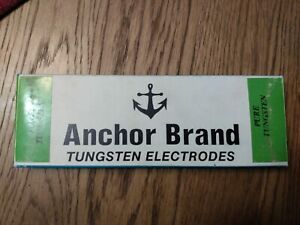 Anchor Brand
TUNGSTEN ELECTRODES
PURE
TUNGSTEN